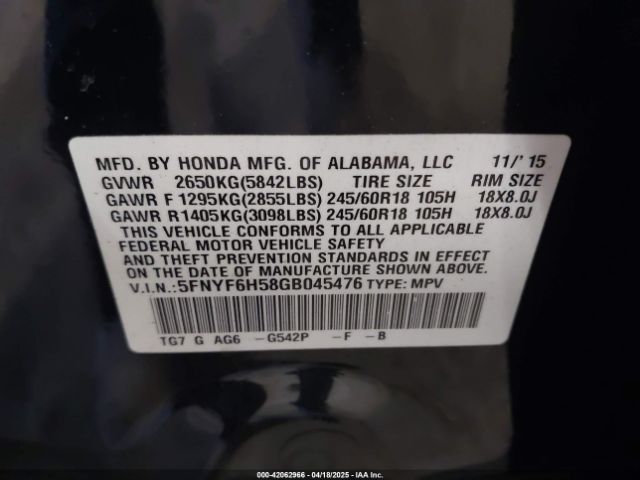 MFD. BY HONDA MFG. OF ALABAMA, LLC 11/' 15
GVWR 2650KG(5842LBS) TIRE SIZE RIM SIZE
GAWR F 1295KG(2855LBS) 245/60R18 105H 18X8.0J
GAWR R 1405KG(3098LBS) 245/60R18 105H 18X8.0J
THIS VEHICLE CONFORMS TO ALL APPLICABLE
FEDERAL MOTOR VEHICLE SAFETY
AND THEFT PREVENTION STANDARDS IN EFFECT
ON THE DATE OF MANUFACTURE SHOWN ABOVE.
V.I.N.:5FNYF6H58GB045476 TYPE: MPV
TG7 G AG6 -G542P -F -B
000-42062966 - 04/18/2025 - IAA Inc.